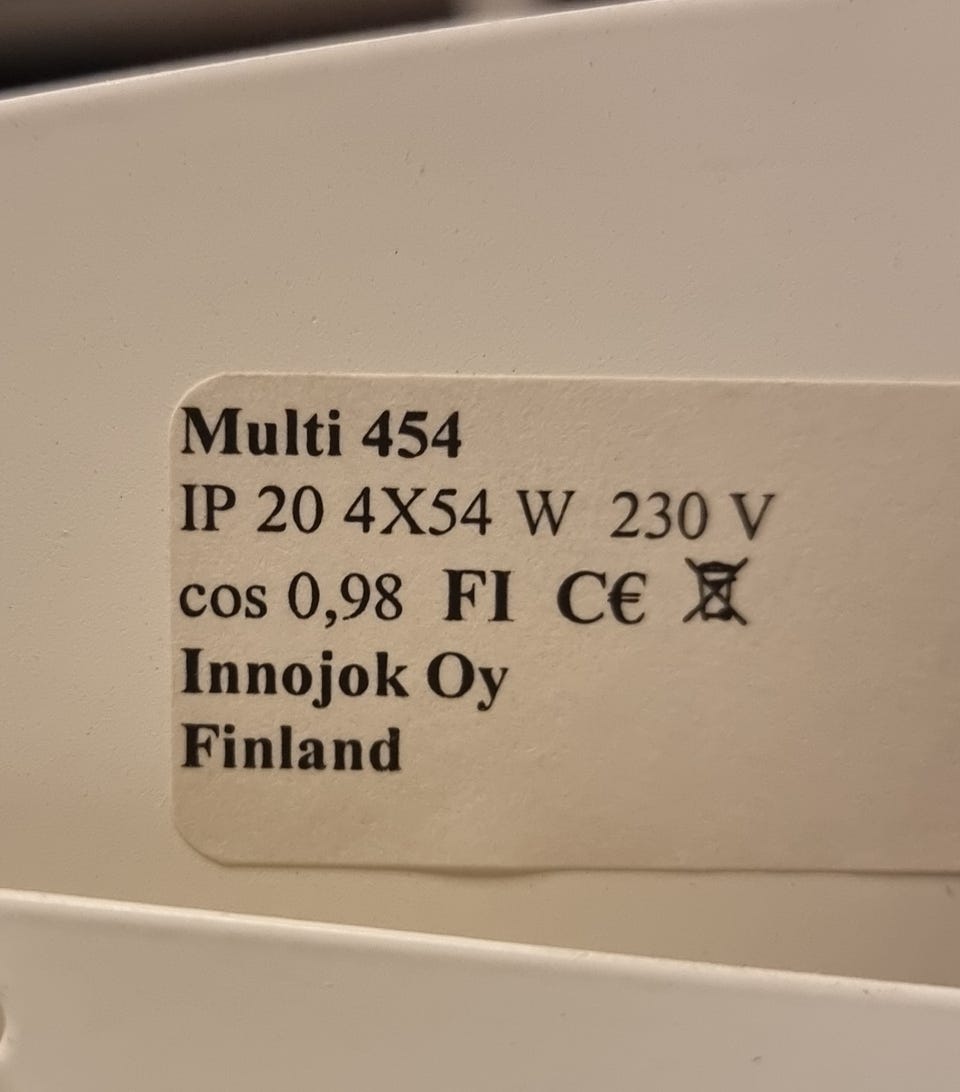 Multi 454
IP 20 4X54 W 230 V
cos 0,98 FI C€
Innojok Oy
Finland